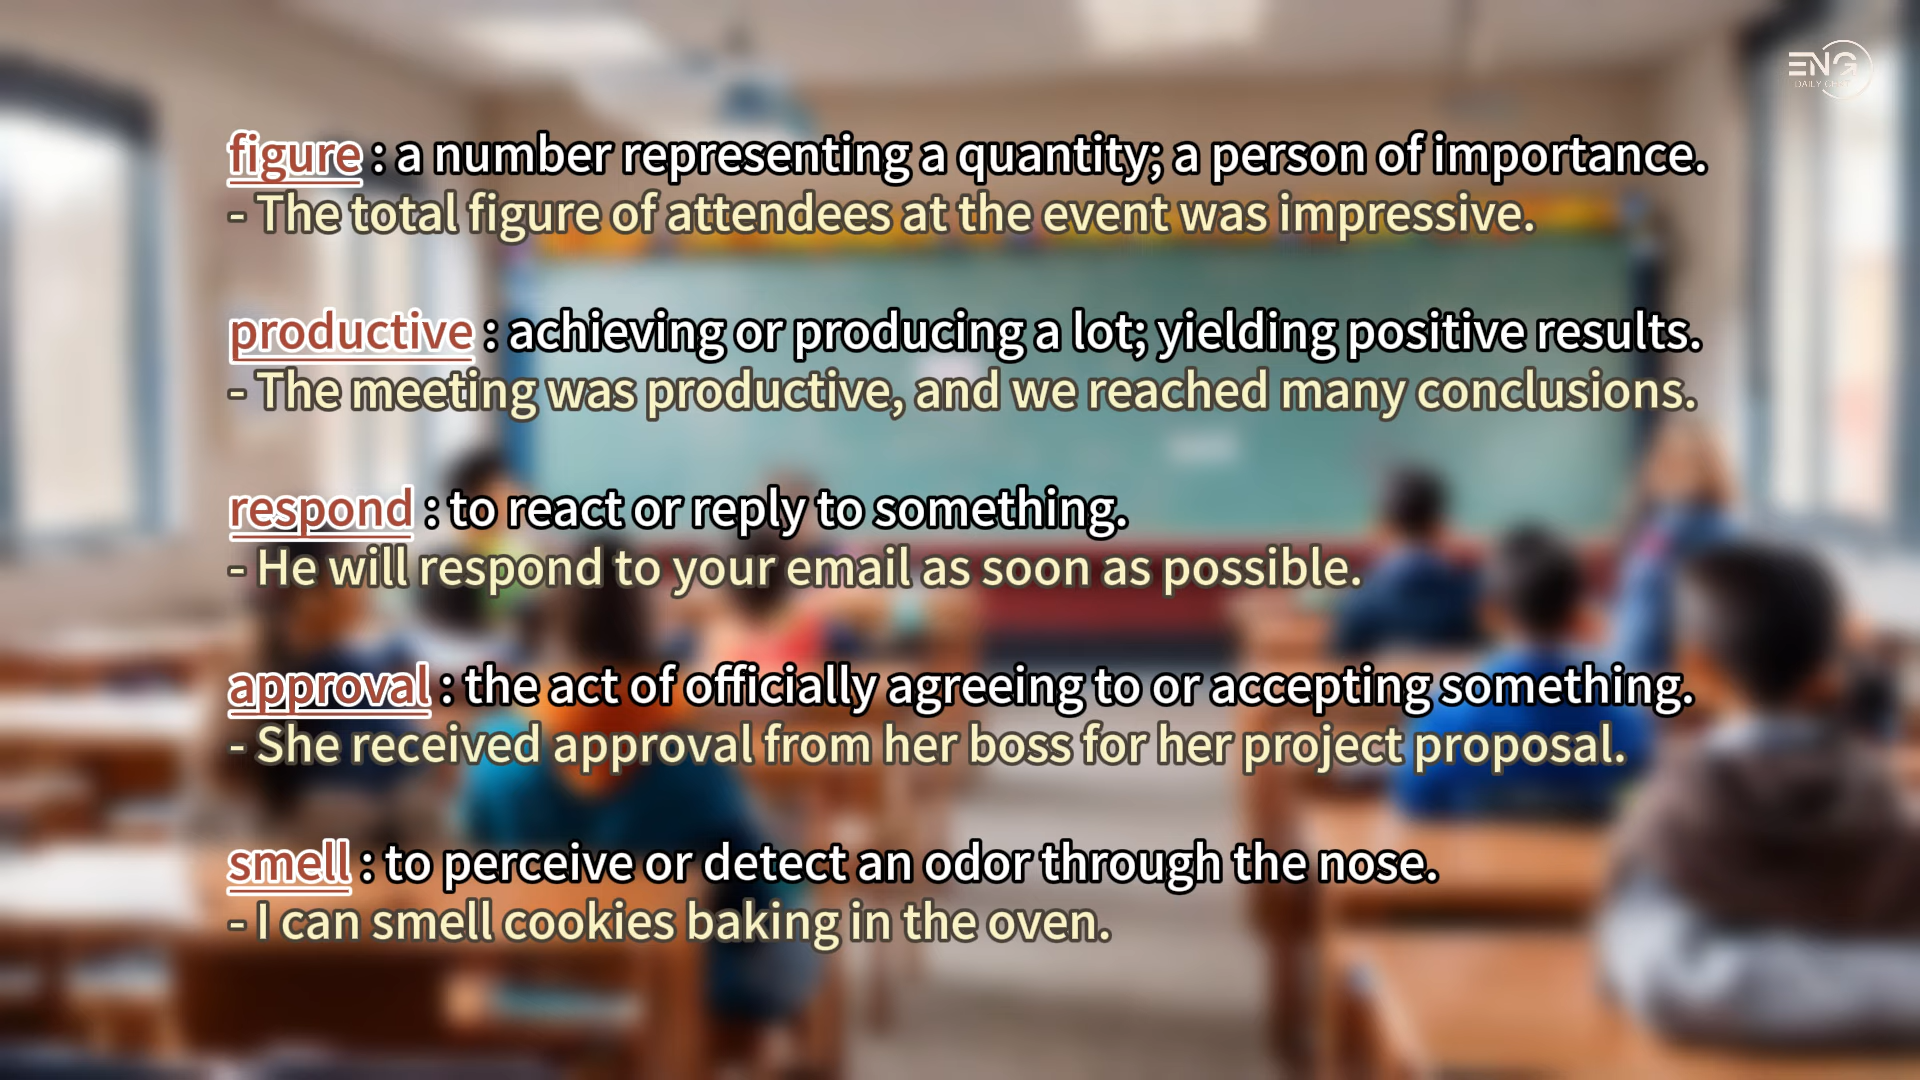 ENG
DAILY
figure : a number representing a quantity; a person of importance.
- The total figure of attendees at the event was impressive.
productive : achieving or producing a lot; yielding positive results.
- The meeting was productive, and we reached many conclusions.
respond : to react or reply to something.
- He will respond to your email as soon as possible.
approval : the act of officially agreeing to or accepting something.
- She received approval from her boss for her project proposal.
smell : to perceive or detect an odor through the nose.
- I can smell cookies baking in the oven.